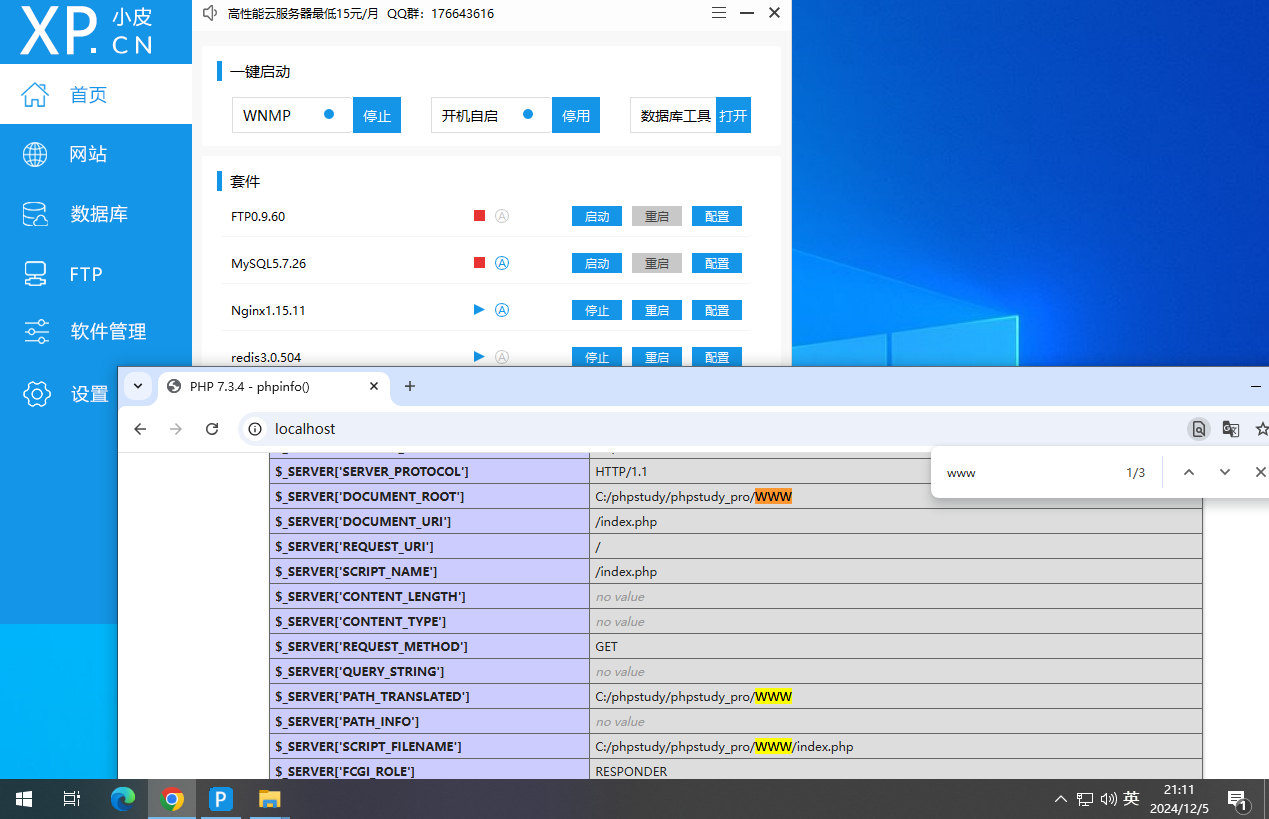 XP.CN 小皮
高性能云服务器最低15元/月 QQ群：176643616
首页
网站
数据库
FTP
软件管理
设置
一键启动
WNMP 停止 开机自启 停用 数据库工具 打开
套件
FTP0.9.60 Ⓐ 启动 重启 配置
MySQL5.7.26 Ⓐ 启动 重启 配置
Nginx1.15.11 Ⓐ 停止 重启 配置
redis3.0.504 Ⓐ 停止 重启 配置
PHP 7.3.4 - phpinfo()
localhost
www 1/3
$_SERVER['SERVER_PROTOCOL'] HTTP/1.1
$_SERVER['DOCUMENT_ROOT'] C:/phpstudy/phpstudy_pro/WWW
$_SERVER['DOCUMENT_URI'] /index.php
$_SERVER['REQUEST_URI'] /
$_SERVER['SCRIPT_NAME'] /index.php
$_SERVER['CONTENT_LENGTH'] no value
$_SERVER['CONTENT_TYPE'] no value
$_SERVER['REQUEST_METHOD'] GET
$_SERVER['QUERY_STRING'] no value
$_SERVER['PATH_TRANSLATED'] C:/phpstudy/phpstudy_pro/WWW
$_SERVER['PATH_INFO'] no value
$_SERVER['SCRIPT_FILENAME'] C:/phpstudy/phpstudy_pro/WWW/index.php
$_SERVER['FCGI_ROLE'] RESPONDER
P
英
21:11
2024/12/5
1